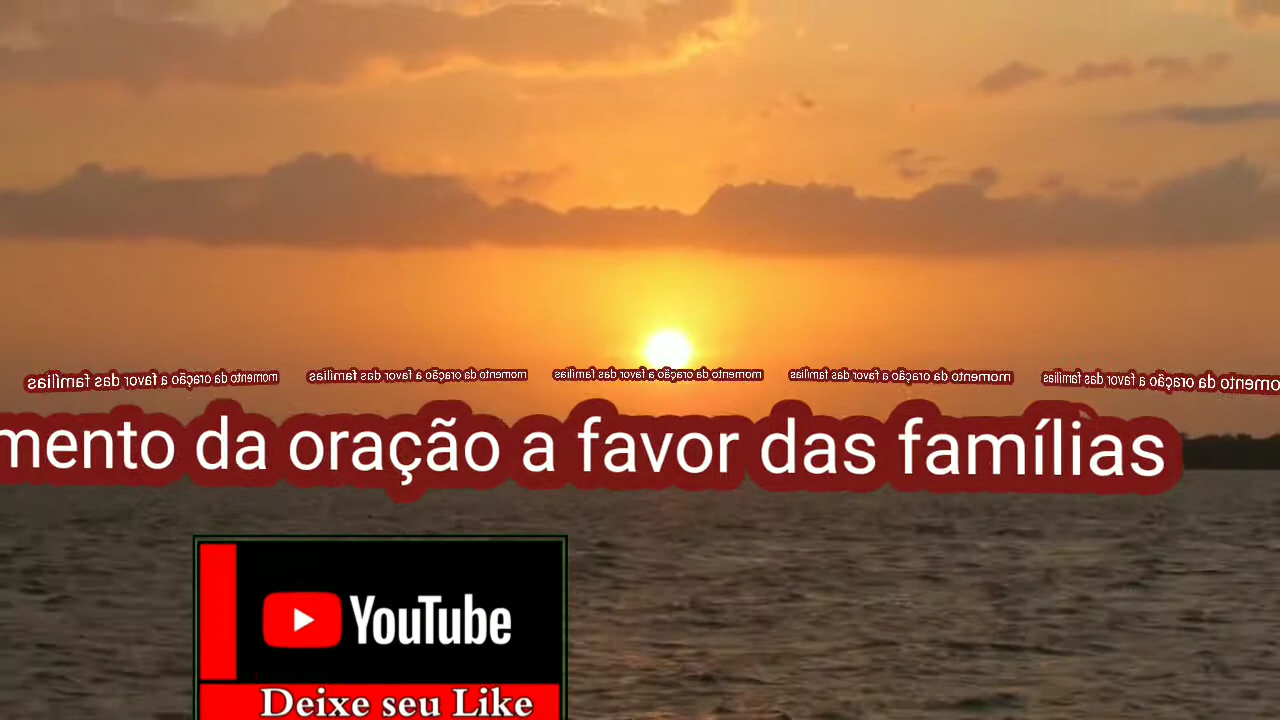 momento da oração a favor das famílias momento da oração a favor das famílias momento da oração a favor das famílias momento da oração a favor das famílias omento da oração a favor das famílias
mento da oração a favor das famílias
YouTube
Deixe seu Like